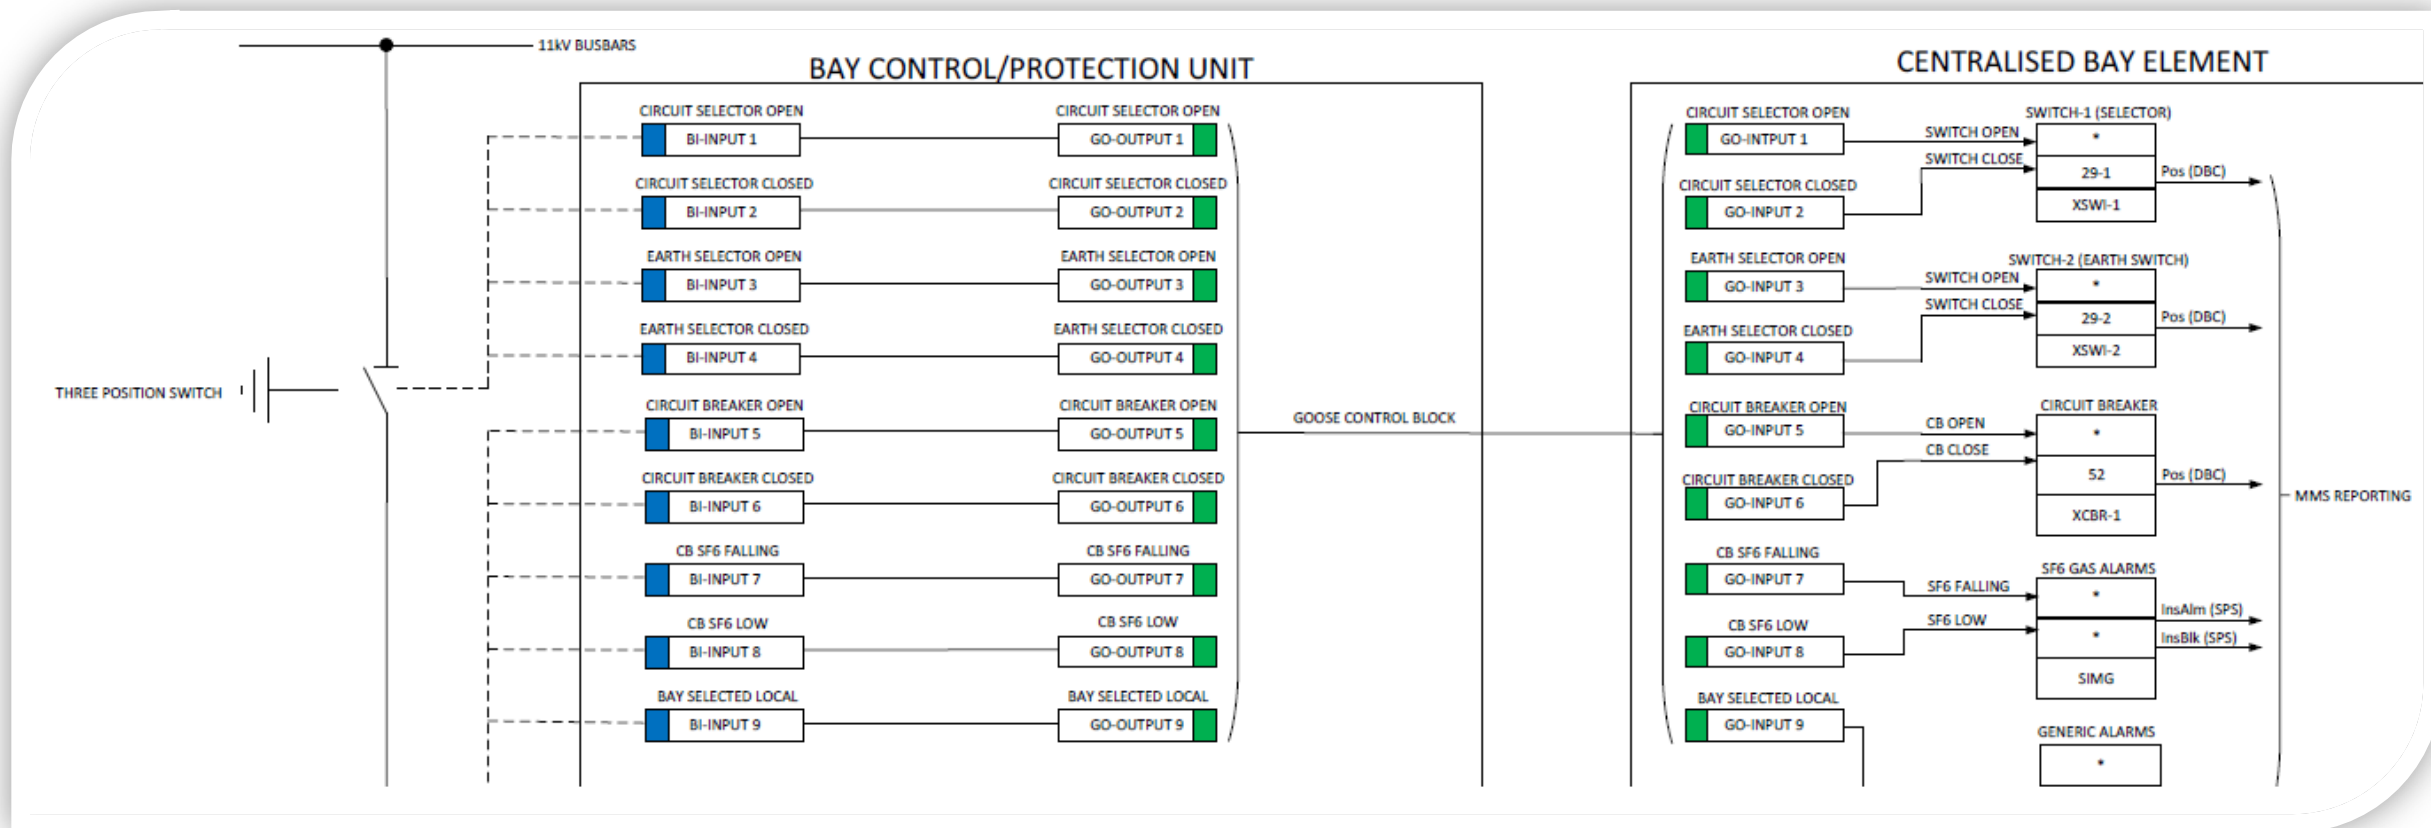 11kV BUSBARS
BAY CONTROL/PROTECTION UNIT
CENTRALISED BAY ELEMENT
THREE POSITION SWITCH
CIRCUIT SELECTOR OPEN
BI-INPUT 1
CIRCUIT SELECTOR CLOSED
BI-INPUT 2
EARTH SELECTOR OPEN
BI-INPUT 3
EARTH SELECTOR CLOSED
BI-INPUT 4
CIRCUIT BREAKER OPEN
BI-INPUT 5
CIRCUIT BREAKER CLOSED
BI-INPUT 6
CB SF6 FALLING
BI-INPUT 7
CB SF6 LOW
BI-INPUT 8
BAY SELECTED LOCAL
BI-INPUT 9
CIRCUIT SELECTOR OPEN
GO-OUTPUT 1
CIRCUIT SELECTOR CLOSED
GO-OUTPUT 2
EARTH SELECTOR OPEN
GO-OUTPUT 3
EARTH SELECTOR CLOSED
GO-OUTPUT 4
CIRCUIT BREAKER OPEN
GO-OUTPUT 5
CIRCUIT BREAKER CLOSED
GO-OUTPUT 6
CB SF6 FALLING
GO-OUTPUT 7
CB SF6 LOW
GO-OUTPUT 8
BAY SELECTED LOCAL
GO-OUTPUT 9
GOOSE CONTROL BLOCK
CIRCUIT SELECTOR OPEN
GO-INTPUT 1
CIRCUIT SELECTOR CLOSED
GO-INPUT 2
EARTH SELECTOR OPEN
GO-INPUT 3
EARTH SELECTOR CLOSED
GO-INPUT 4
CIRCUIT BREAKER OPEN
GO-INPUT 5
CIRCUIT BREAKER CLOSED
GO-INPUT 6
CB SF6 FALLING
GO-INPUT 7
CB SF6 LOW
GO-INPUT 8
BAY SELECTED LOCAL
GO-INPUT 9
SWITCH OPEN
SWITCH CLOSE
SWITCH OPEN
SWITCH CLOSE
CB OPEN
CB CLOSE
SF6 FALLING
SF6 LOW
SWITCH-1 (SELECTOR)
*
29-1
XSWI-1
SWITCH-2 (EARTH SWITCH)
*
29-2
XSWI-2
CIRCUIT BREAKER
*
52
XCBR-1
SF6 GAS ALARMS
*
*
SIMG
GENERIC ALARMS
*
Pos (DBC)
Pos (DBC)
Pos (DBC)
InsAlm (SPS)
InsBlk (SPS)
MMS REPORTING